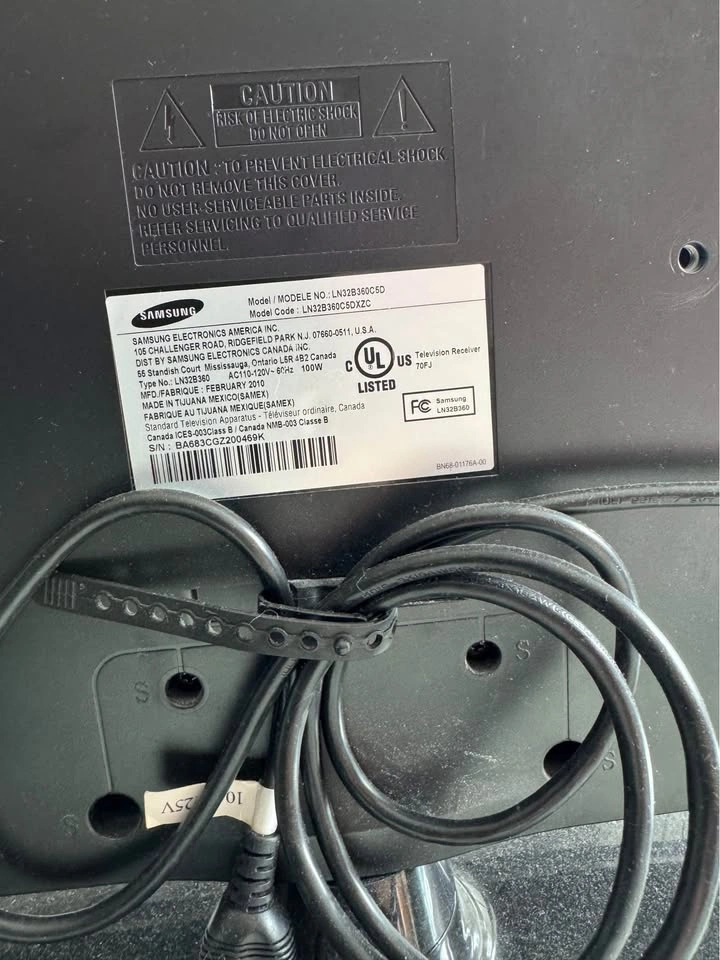 CAUTION
RISK OF ELECTRIC SHOCK
DO NOT OPEN
CAUTION : TO PREVENT ELECTRICAL SHOCK
DO NOT REMOVE THIS COVER.
NO USER-SERVICEABLE PARTS INSIDE.
REFER SERVICING TO QUALIFIED SERVICE
PERSONNEL.
SAMSUNG
Model / MODELE NO.: LN32B360C5D
Model Code : LN32B360C5DXZC
SAMSUNG ELECTRONICS AMERICA INC.
105 CHALLENGER ROAD, RIDGEFIELD PARK N.J. 07660-0511, U.S.A.
DIST BY SAMSUNG ELECTRONICS CANADA INC.
55 Standish Court Mississauga, Ontario L5R 4B2 Canada
Type No.: LN32B360 AC110-120V~ 60Hz 100W
MFD./FABRIQUE : FEBRUARY 2010
MADE IN TIJUANA MEXICO(SAMEX)
FABRIQUE AU TIJUANA MEXIQUE(SAMEX)
Standard Television Apparatus - Téléviseur ordinaire, Canada
Canada ICES-003Class B / Canada NMB-003 Classe B
S/N : BA683CGZ200469K
C UL US
LISTED
Television Receiver
70FJ
FC Samsung
LN32B360
BN68-01176A-00
S
S
S
S
25V